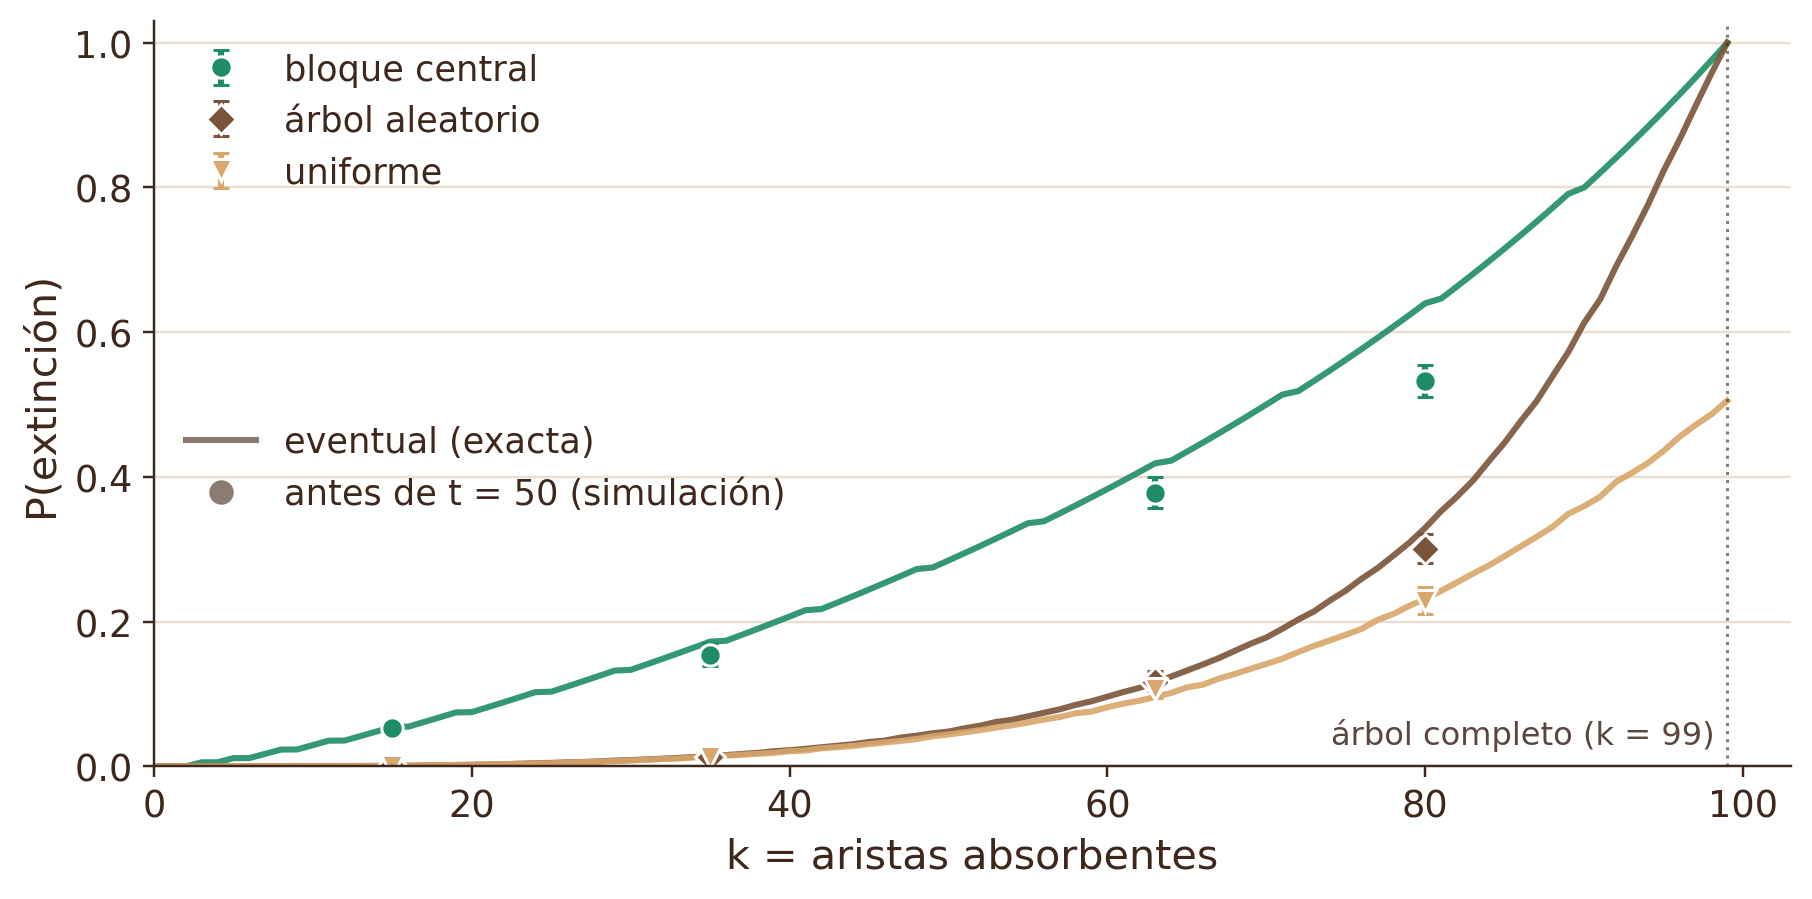 bloque central
árbol aleatorio
uniforme
eventual (exacta)
antes de t = 50 (simulación)
árbol completo (k = 99)
P(extinción)
1.0
0.8
0.6
0.4
0.2
0.0
0 20 40 60 80 100
k = aristas absorbentes